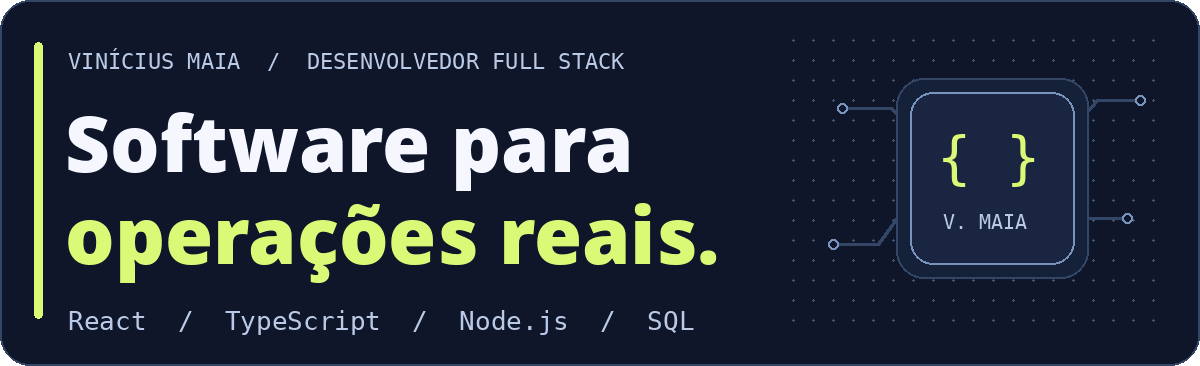 VINÍCIUS MAIA / DESENVOLVEDOR FULL STACK
Software para
operações reais.
React / TypeScript / Node.js / SQL
{ }
V. MAIA